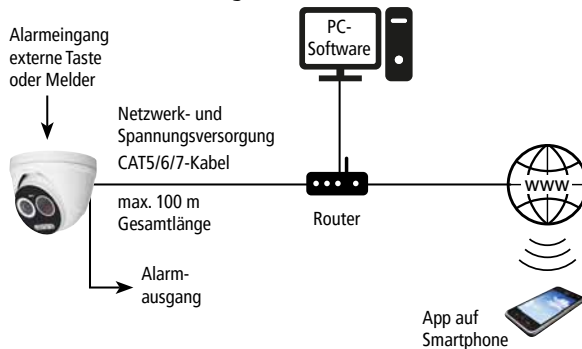 Alarmeingang
externe Taste
oder Melder
PC-
Software
Netzwerk- und
Spannungsversorgung
CAT5/6/7-Kabel
max. 100 m
Gesamtlänge
Router
WWW
Alarm-
ausgang
App auf
Smartphone